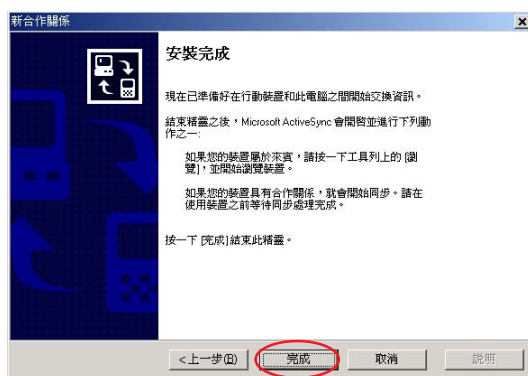 新合作關係
安裝完成
現在已準備好在行動裝置和此電腦之間開始交換資訊。
結束精靈之後，Microsoft ActiveSync 會開啟並進行下列動
作之一:
如果您的裝置屬於來賓，請按一下工具列上的 [瀏
覽]，並開始瀏覽裝置。
如果您的裝置具有合作關係，就會開始同步。請在
使用裝置之前等待同步處理完成。
按一下 [完成] 結束此精靈。
<上一步(B)
完成
取消
說明